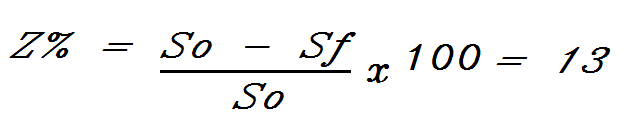 Z% = So - Sf x 100 = 13
So